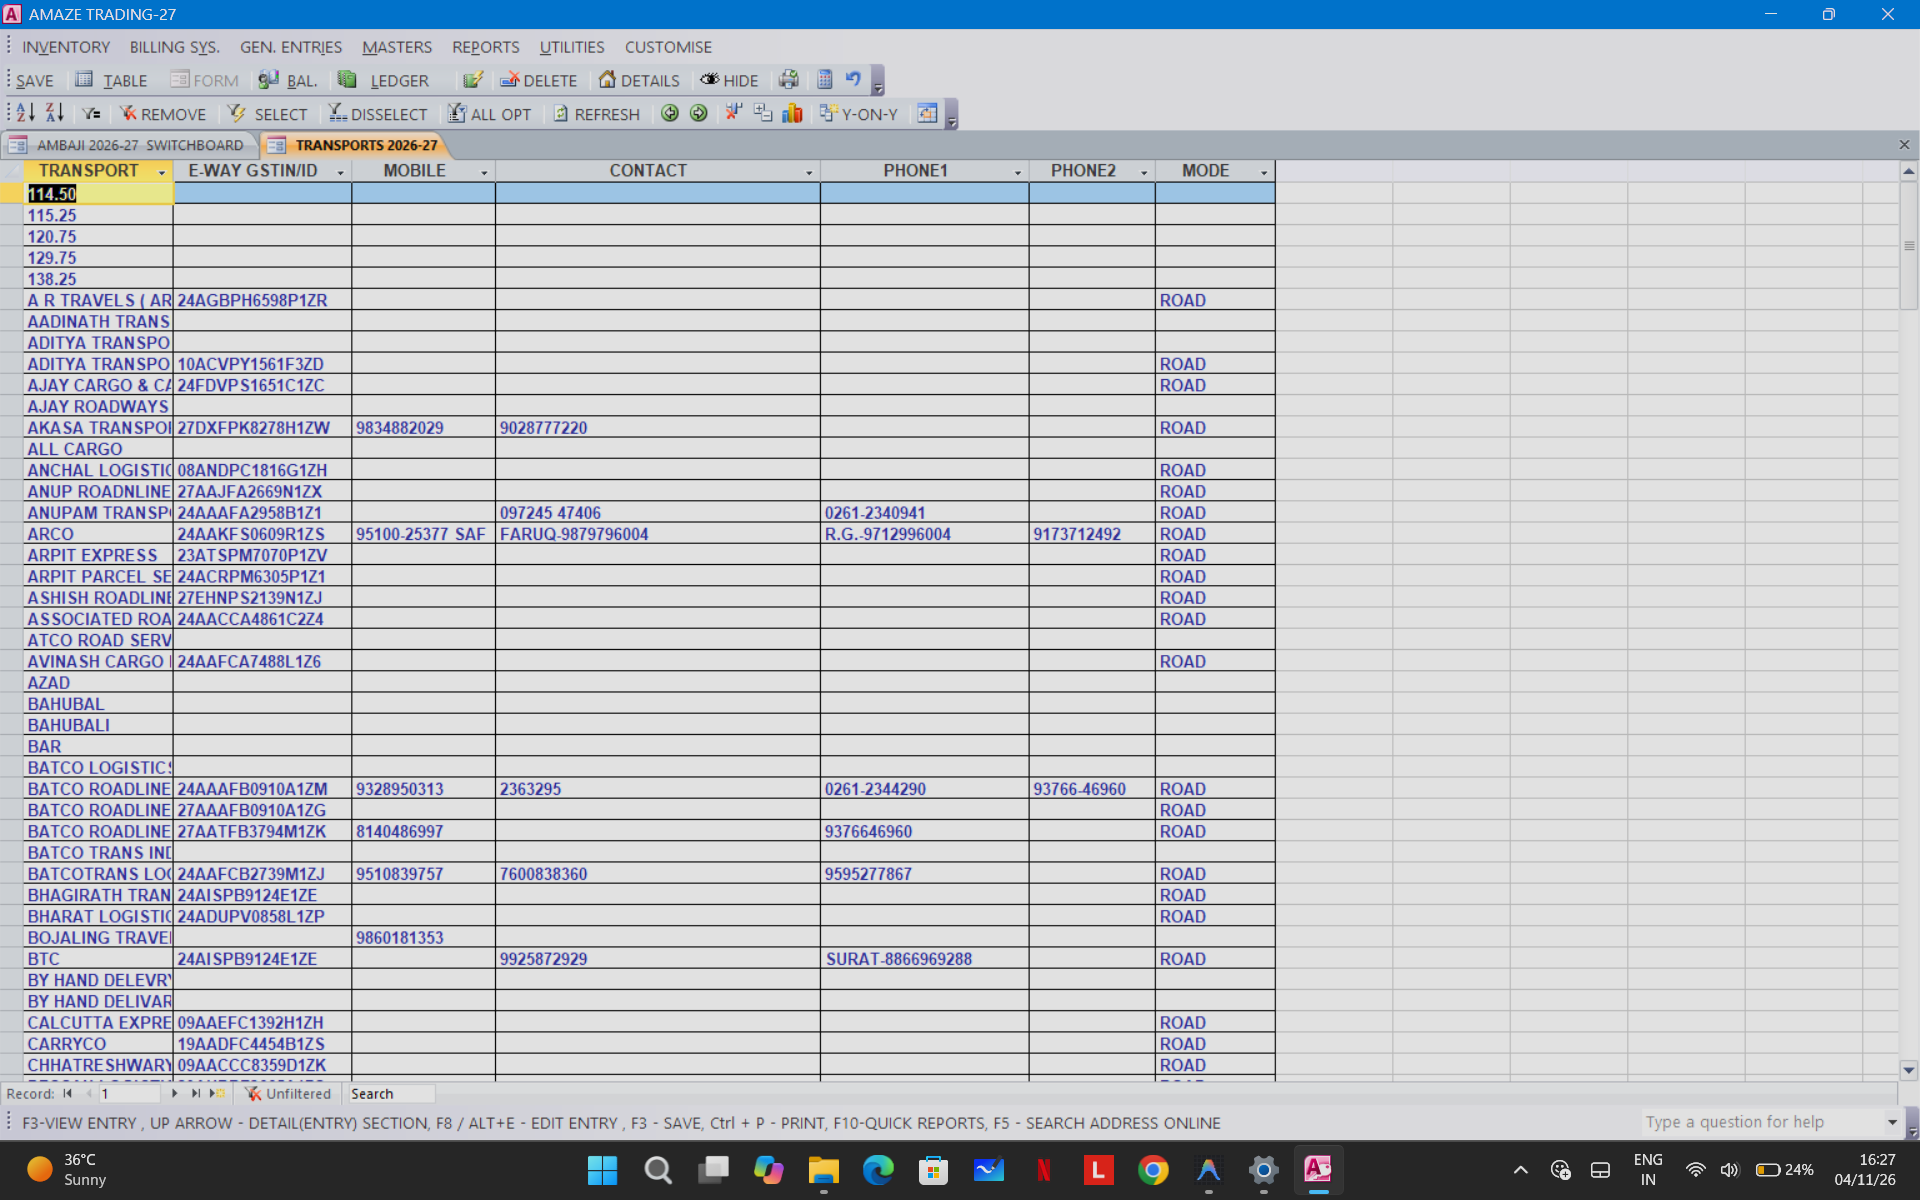 AMAZE TRADING-27
INVENTORY BILLING SYS. GEN. ENTRIES MASTERS REPORTS UTILITIES CUSTOMISE
SAVE TABLE FORM BAL. LEDGER DELETE DETAILS HIDE
REMOVE SELECT DISSELECT ALL OPT REFRESH Y-ON-Y
AMBAJI 2026-27 SWITCHBOARD TRANSPORTS 2026-27
TRANSPORT E-WAY GSTIN/ID MOBILE CONTACT PHONE1 PHONE2 MODE
114.50
115.25
120.75
129.75
138.25
A R TRAVELS ( AR 24AGBPH6598P1ZR ROAD
AADINATH TRANS
ADITYA TRANSPO
ADITYA TRANSPO 10ACVPY1561F3ZD ROAD
AJAY CARGO & CA 24FDVPS1651C1ZC ROAD
AJAY ROADWAYS
AKASA TRANSPO 27DXFPK8278H1ZW 9834882029 9028777220 ROAD
ALL CARGO
ANCHAL LOGISTIC 08ANDPC1816G1ZH ROAD
ANUP ROADNLINE 27AAJFA2669N1ZX ROAD
ANUPAM TRANSP 24AAAFA2958B1Z1 097245 47406 0261-2340941 ROAD
ARCO 24AAKFS0609R1ZS 95100-25377 SAF FARUQ-9879796004 R.G.-9712996004 9173712492 ROAD
ARPIT EXPRESS 23ATSPM7070P1ZV ROAD
ARPIT PARCEL SE 24ACRPM6305P1Z1 ROAD
ASHISH ROADLINE 27EHNPS2139N1ZJ ROAD
ASSOCIATED ROA 24AACCA4861C2Z4 ROAD
ATCO ROAD SERV
AVINASH CARGO 24AAFCA7488L1Z6 ROAD
AZAD
BAHUBAL
BAHUBALI
BAR
BATCO LOGISTICS
BATCO ROADLINE 24AAAFB0910A1ZM 9328950313 2363295 0261-2344290 93766-46960 ROAD
BATCO ROADLINE 27AAAFB0910A1ZG ROAD
BATCO ROADLINE 27AATFB3794M1ZK 8140486997 9376646960 ROAD
BATCO TRANS IND
BATCOTRANS LOG 24AAFCB2739M1ZJ 9510839757 7600838360 9595277867 ROAD
BHAGIRATH TRAN 24AISPB9124E1ZE ROAD
BHARAT LOGISTIC 24ADUPV0858L1ZP ROAD
BOJALING TRAVE 9860181353
BTC 24AISPB9124E1ZE 9925872929 SURAT-8866969288 ROAD
BY HAND DELEVRY
BY HAND DELIVAR
CALCUTTA EXPRE 09AAEFC1392H1ZH ROAD
CARRYCO 19AADFC4454B1ZS ROAD
CHHATRESHWARY 09AACCC8359D1ZK ROAD
Record: 1 Unfiltered Search
F3-VIEW ENTRY , UP ARROW - DETAIL(ENTRY) SECTION, F8 / ALT+E - EDIT ENTRY , F3 - SAVE, Ctrl + P - PRINT, F10-QUICK REPORTS, F5 - SEARCH ADDRESS ONLINE
Type a question for help
36°C
Sunny
ENG
IN
24%
16:27
04/11/26